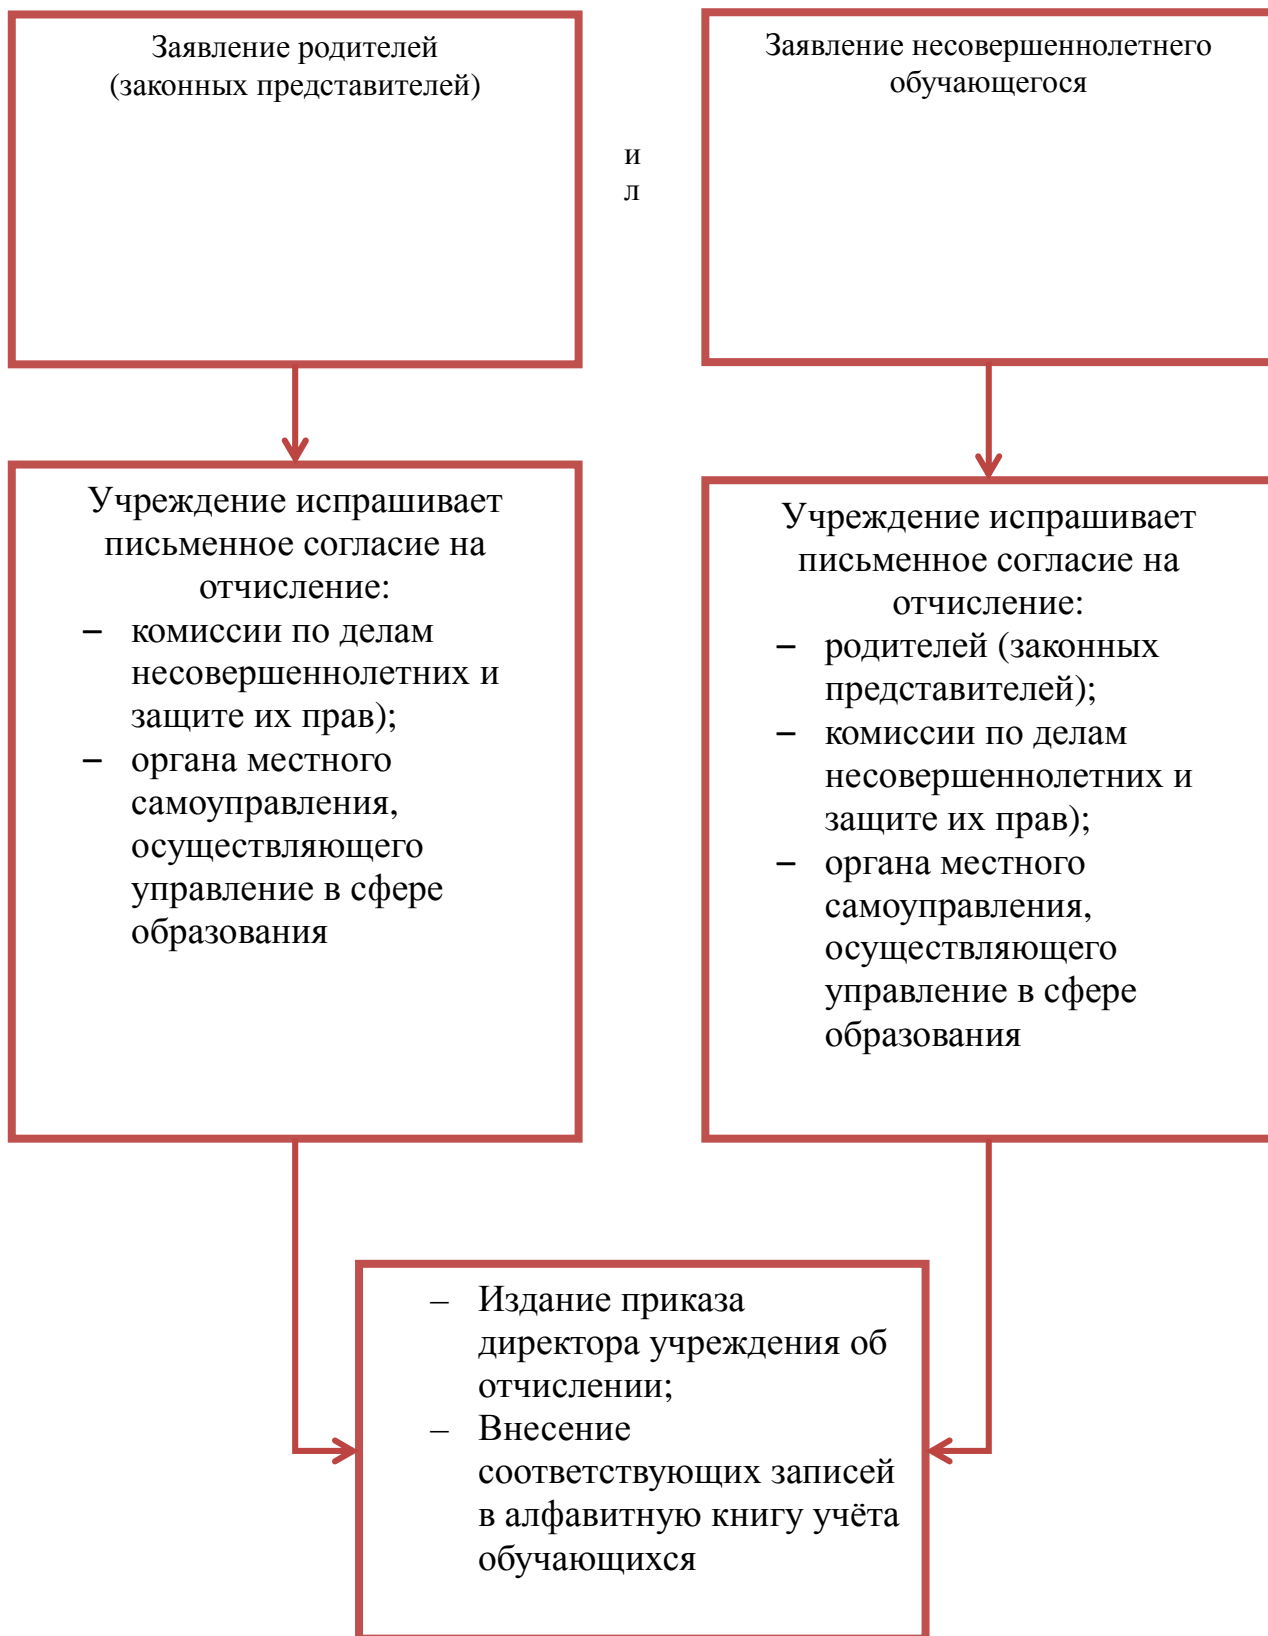 Заявление родителей
(законных представителей)
и
л
Заявление несовершеннолетнего
обучающегося
Учреждение испрашивает
письменное согласие на
отчисление:
– комиссии по делам
несовершеннолетних и
защите их прав);
– органа местного
самоуправления,
осуществляющего
управление в сфере
образования
Учреждение испрашивает
письменное согласие на
отчисление:
– родителей (законных
представителей);
– комиссии по делам
несовершеннолетних и
защите их прав);
– органа местного
самоуправления,
осуществляющего
управление в сфере
образования
– Издание приказа
директора учреждения об
отчислении;
– Внесение
соответствующих записей
в алфавитную книгу учёта
обучающихся